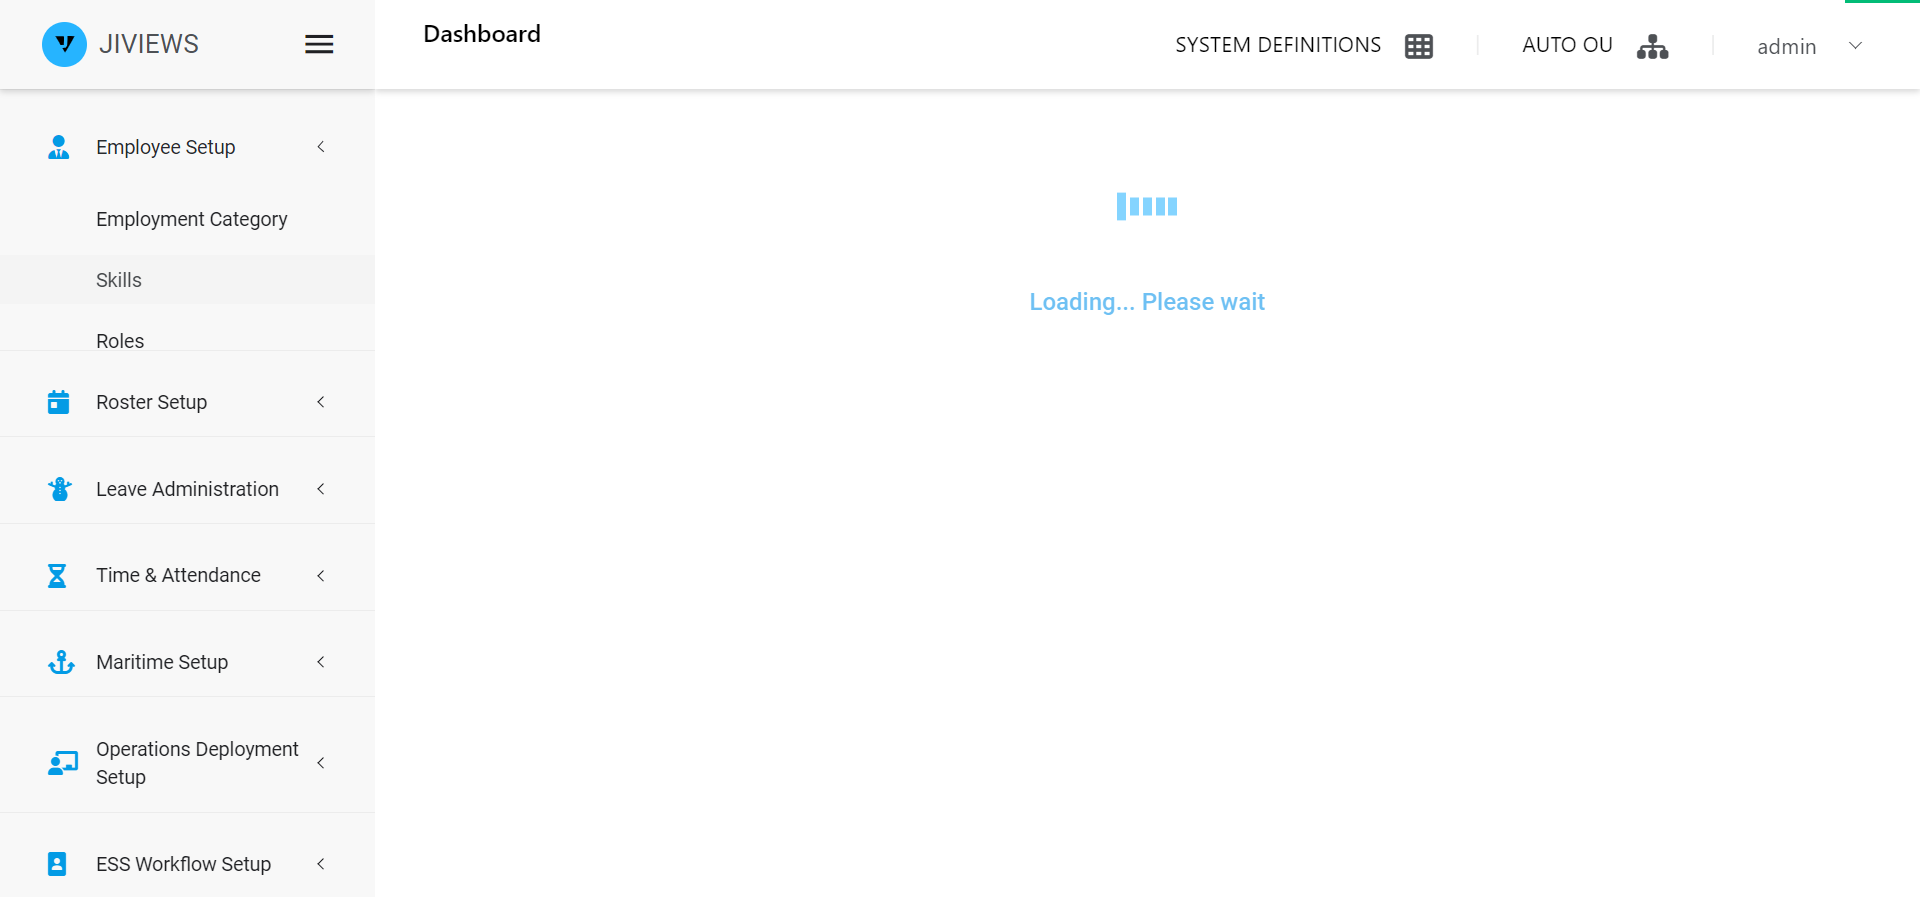 JIVIEWS
Dashboard
SYSTEM DEFINITIONS
AUTO OU
admin
Employee Setup
Employment Category
Skills
Roles
Roster Setup
Leave Administration
Time & Attendance
Maritime Setup
Operations Deployment
Setup
ESS Workflow Setup
Loading... Please wait